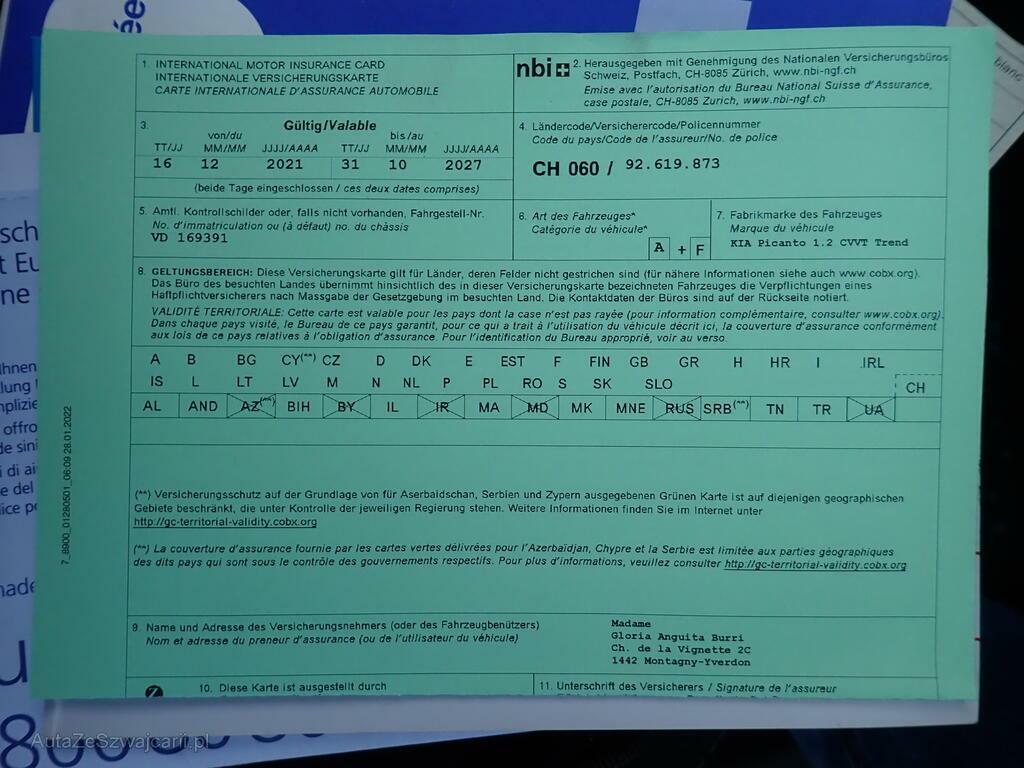 ée
blanc
1. INTERNATIONAL MOTOR INSURANCE CARD
INTERNATIONALE VERSICHERUNGSKARTE
CARTE INTERNATIONALE D'ASSURANCE AUTOMOBILE
nbi
2. Herausgegeben mit Genehmigung des Nationalen Versicherungsbüros
Schweiz, Postfach, CH-8085 Zürich, www.nbi-ngf.ch
Emise avec l'autorisation du Bureau National Suisse d'Assurance,
case postale, CH-8085 Zurich, www.nbi-ngf.ch
3. Gültig/Valable
von/du bis/au
TT/JJ MM/MM JJJJ/AAAA TT/JJ MM/MM JJJJ/AAAA
16 12 2021 31 10 2027
(beide Tage eingeschlossen / ces deux dates comprises)
4. Ländercode/Versicherercode/Policennummer
Code du pays/Code de l'assureur/No. de police
CH 060 / 92.619.873
5. Amtl. Kontrollschilder oder, falls nicht vorhanden, Fahrgestell-Nr.
No. d'immatriculation ou (à défaut) no. du châssis
VD 169391
6. Art des Fahrzeuges*
Catégorie du véhicule*
A + F
7. Fabrikmarke des Fahrzeuges
Marque du véhicule
KIA Picanto 1.2 CVVT Trend
8. GELTUNGSBEREICH: Diese Versicherungskarte gilt für Länder, deren Felder nicht gestrichen sind (für nähere Informationen siehe auch www.cobx.org).
Das Büro des besuchten Landes übernimmt hinsichtlich des in dieser Versicherungskarte bezeichneten Fahrzeuges die Verpflichtungen eines
Haftpflichtversicherers nach Massgabe der Gesetzgebung im besuchten Land. Die Kontaktdaten der Büros sind auf der Rückseite notiert.
VALIDITÉ TERRITORIALE: Cette carte est valable pour les pays dont la case n'est pas rayée (pour information complémentaire, consulter www.cobx.org).
Dans chaque pays visité, le Bureau de ce pays garantit, pour ce qui a trait à l'utilisation du véhicule décrit ici, la couverture d'assurance conformément
aux lois de ce pays relatives à l'obligation d'assurance. Pour l'identification du Bureau approprié, voir au verso.
A B BG CY(**) CZ D DK E EST F FIN GB GR H HR I IRL
IS L LT LV M N NL P PL RO S SK SLO CH
AL AND AZ(**) BIH BY IL IR MA MD MK MNE RUS SRB(**) TN TR UA
(**) Versicherungsschutz auf der Grundlage von für Aserbaidschan, Serbien und Zypern ausgegebenen Grünen Karte ist auf diejenigen geographischen
Gebiete beschränkt, die unter Kontrolle der jeweiligen Regierung stehen. Weitere Informationen finden Sie im Internet unter
http://gc-territorial-validity.cobx.org
(**) La couverture d'assurance fournie par les cartes vertes délivrées pour l'Azerbaïdjan, Chypre et la Serbie est limitée aux parties géographiques
des dits pays qui sont sous le contrôle des gouvernements respectifs. Pour plus d'informations, veuillez consulter http://gc-territorial-validity.cobx.org
9. Name und Adresse des Versicherungsnehmers (oder des Fahrzeugbenützers)
Nom et adresse du preneur d'assurance (ou de l'utilisateur du véhicule)
Madame
Gloria Anguita Burri
Ch. de la Vignette 2C
1442 Montagny-Yverdon
10. Diese Karte ist ausgestellt durch
11. Unterschrift des Versicherers / Signature de l'assureur
7_8900_01280501_06:09 28.01.2022
AutaZeSzwajcarii.pl